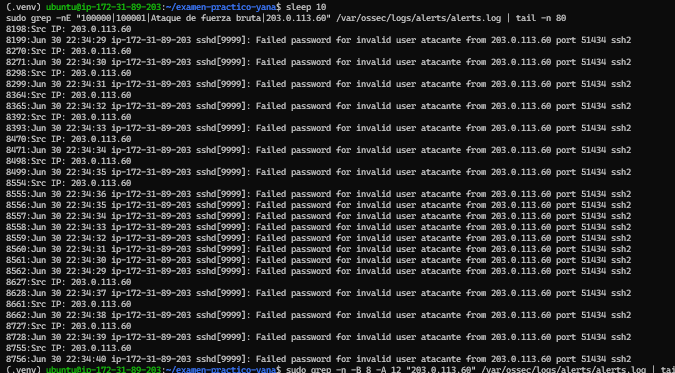 (.venv) ubuntu@ip-172-31-89-203:~/examen-practico-yana$ sleep 10
sudo grep -nE "100000|100001|Ataque de fuerza bruta|203.0.113.60" /var/ossec/logs/alerts/alerts.log | tail -n 80
8198:Src IP: 203.0.113.60
8199:Jun 30 22:34:29 ip-172-31-89-203 sshd[9999]: Failed password for invalid user atacante from 203.0.113.60 port 51434 ssh2
8270:Src IP: 203.0.113.60
8271:Jun 30 22:34:30 ip-172-31-89-203 sshd[9999]: Failed password for invalid user atacante from 203.0.113.60 port 51434 ssh2
8298:Src IP: 203.0.113.60
8299:Jun 30 22:34:31 ip-172-31-89-203 sshd[9999]: Failed password for invalid user atacante from 203.0.113.60 port 51434 ssh2
8364:Src IP: 203.0.113.60
8365:Jun 30 22:34:32 ip-172-31-89-203 sshd[9999]: Failed password for invalid user atacante from 203.0.113.60 port 51434 ssh2
8392:Src IP: 203.0.113.60
8393:Jun 30 22:34:33 ip-172-31-89-203 sshd[9999]: Failed password for invalid user atacante from 203.0.113.60 port 51434 ssh2
8470:Src IP: 203.0.113.60
8471:Jun 30 22:34:34 ip-172-31-89-203 sshd[9999]: Failed password for invalid user atacante from 203.0.113.60 port 51434 ssh2
8498:Src IP: 203.0.113.60
8499:Jun 30 22:34:35 ip-172-31-89-203 sshd[9999]: Failed password for invalid user atacante from 203.0.113.60 port 51434 ssh2
8554:Src IP: 203.0.113.60
8555:Jun 30 22:34:36 ip-172-31-89-203 sshd[9999]: Failed password for invalid user atacante from 203.0.113.60 port 51434 ssh2
8556:Jun 30 22:34:35 ip-172-31-89-203 sshd[9999]: Failed password for invalid user atacante from 203.0.113.60 port 51434 ssh2
8557:Jun 30 22:34:34 ip-172-31-89-203 sshd[9999]: Failed password for invalid user atacante from 203.0.113.60 port 51434 ssh2
8558:Jun 30 22:34:33 ip-172-31-89-203 sshd[9999]: Failed password for invalid user atacante from 203.0.113.60 port 51434 ssh2
8559:Jun 30 22:34:32 ip-172-31-89-203 sshd[9999]: Failed password for invalid user atacante from 203.0.113.60 port 51434 ssh2
8560:Jun 30 22:34:31 ip-172-31-89-203 sshd[9999]: Failed password for invalid user atacante from 203.0.113.60 port 51434 ssh2
8561:Jun 30 22:34:30 ip-172-31-89-203 sshd[9999]: Failed password for invalid user atacante from 203.0.113.60 port 51434 ssh2
8562:Jun 30 22:34:29 ip-172-31-89-203 sshd[9999]: Failed password for invalid user atacante from 203.0.113.60 port 51434 ssh2
8627:Src IP: 203.0.113.60
8628:Jun 30 22:34:37 ip-172-31-89-203 sshd[9999]: Failed password for invalid user atacante from 203.0.113.60 port 51434 ssh2
8661:Src IP: 203.0.113.60
8662:Jun 30 22:34:38 ip-172-31-89-203 sshd[9999]: Failed password for invalid user atacante from 203.0.113.60 port 51434 ssh2
8727:Src IP: 203.0.113.60
8728:Jun 30 22:34:39 ip-172-31-89-203 sshd[9999]: Failed password for invalid user atacante from 203.0.113.60 port 51434 ssh2
8755:Src IP: 203.0.113.60
8756:Jun 30 22:34:40 ip-172-31-89-203 sshd[9999]: Failed password for invalid user atacante from 203.0.113.60 port 51434 ssh2
(.venv) ubuntu@ip-172-31-89-203:~/examen-practico-yana$ sudo grep -n -B 8 -A 12 "203.0.113.60" /var/ossec/logs/alerts/alerts.log | tai